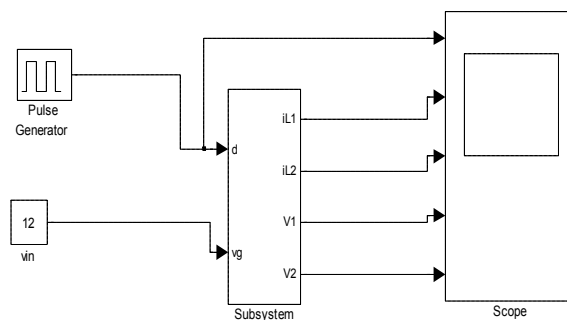 Pulse
Generator
12
vin
d
vg
iL1
iL2
V1
V2
Subsystem
Scope